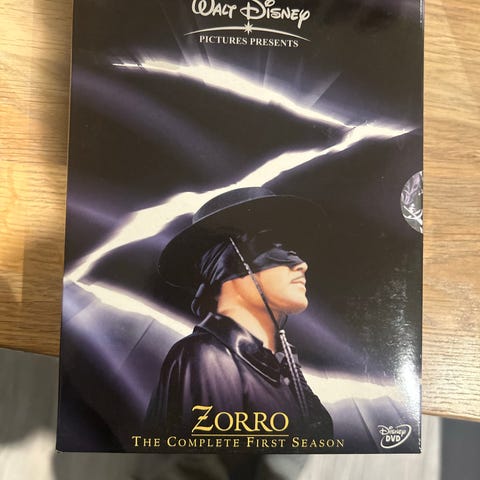 WALT DISNEY
PICTURES PRESENTS
ZORRO
THE COMPLETE FIRST SEASON
Disney
DVD